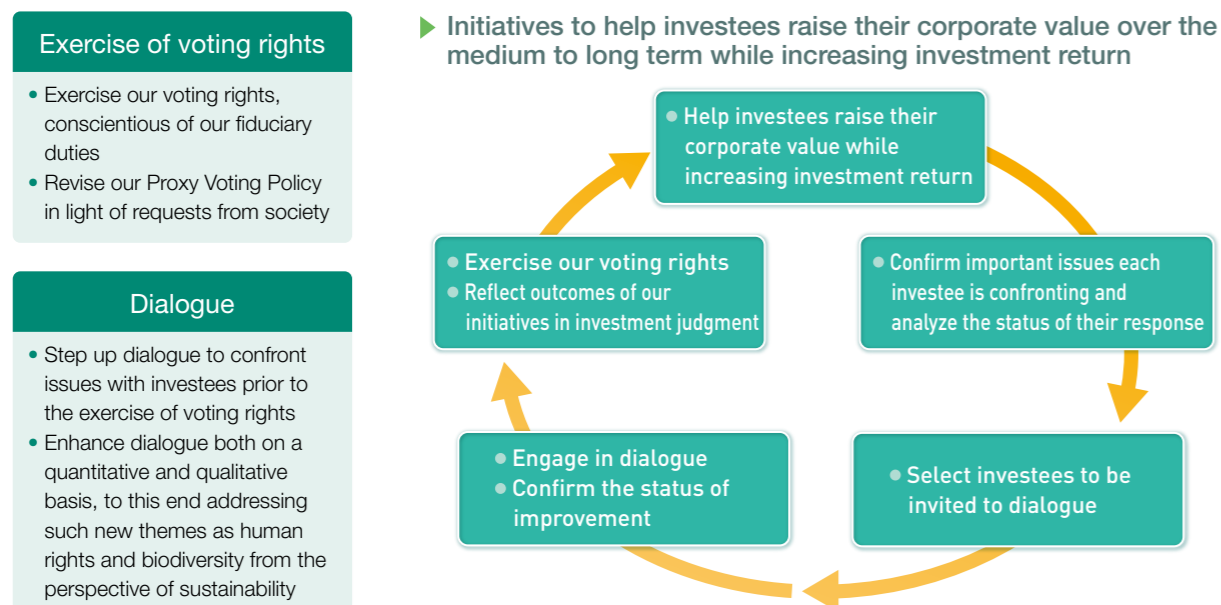 Exercise of voting rights
• Exercise our voting rights,
conscientious of our fiduciary
duties
• Revise our Proxy Voting Policy
in light of requests from society
Dialogue
• Step up dialogue to confront
issues with investees prior to
the exercise of voting rights
• Enhance dialogue both on a
quantitative and qualitative
basis, to this end addressing
such new themes as human
rights and biodiversity from the
perspective of sustainability
Initiatives to help investees raise their corporate value over the
medium to long term while increasing investment return
• Help investees raise their
corporate value while
increasing investment return
• Confirm important issues each
investee is confronting and
analyze the status of their response
• Select investees to be
invited to dialogue
• Engage in dialogue
• Confirm the status of
improvement
• Exercise our voting rights
• Reflect outcomes of our
initiatives in investment judgment